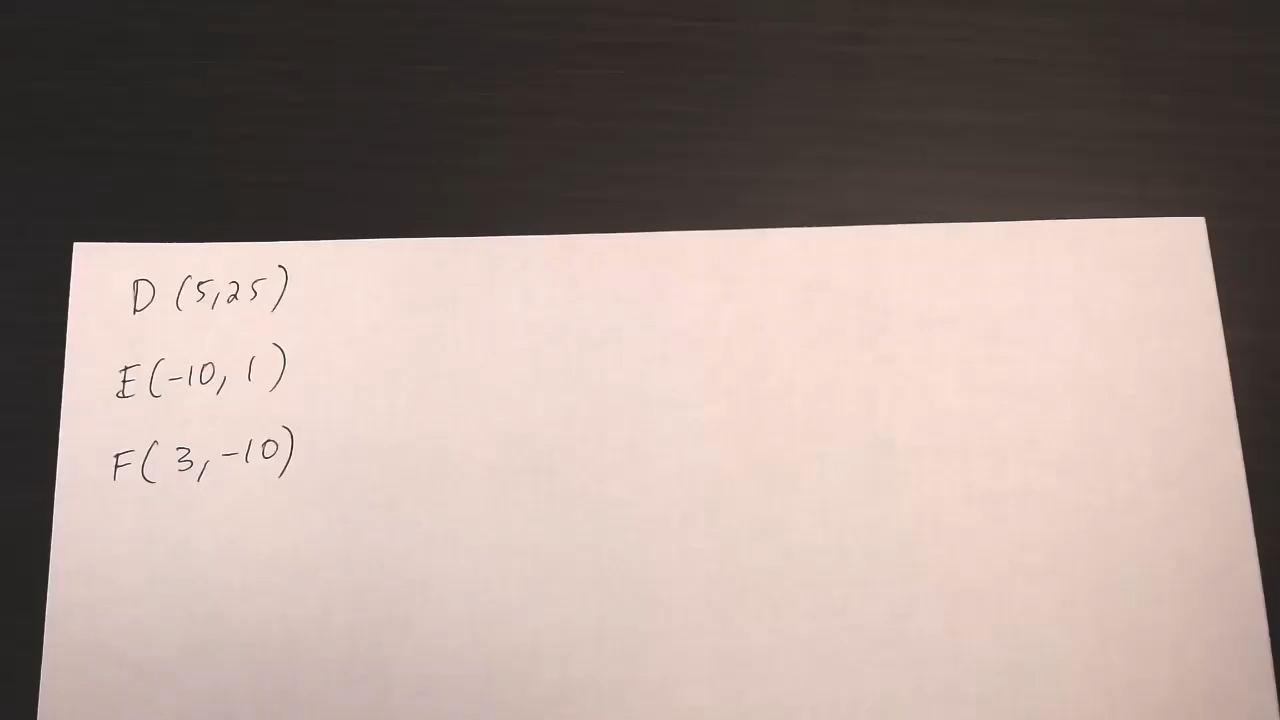 D (5,25)
E(-10, 1)
F( 3, -10)